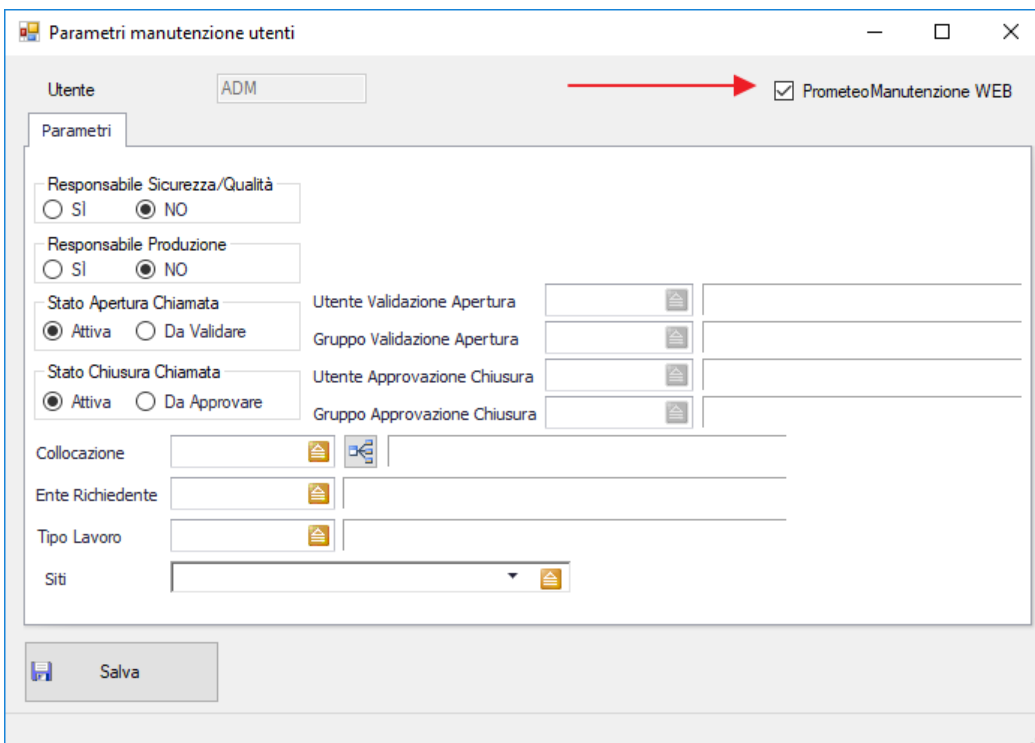 Parametri manutenzione utenti
Utente ADM PrometeoManutenzione WEB
Parametri
Responsabile Sicurezza/Qualità
SÌ NO
Responsabile Produzione
SÌ NO
Stato Apertura Chiamata
Attiva Da Validare
Utente Validazione Apertura
Gruppo Validazione Apertura
Stato Chiusura Chiamata
Attiva Da Approvare
Utente Approvazione Chiusura
Gruppo Approvazione Chiusura
Collocazione
Ente Richiedente
Tipo Lavoro
Siti
Salva